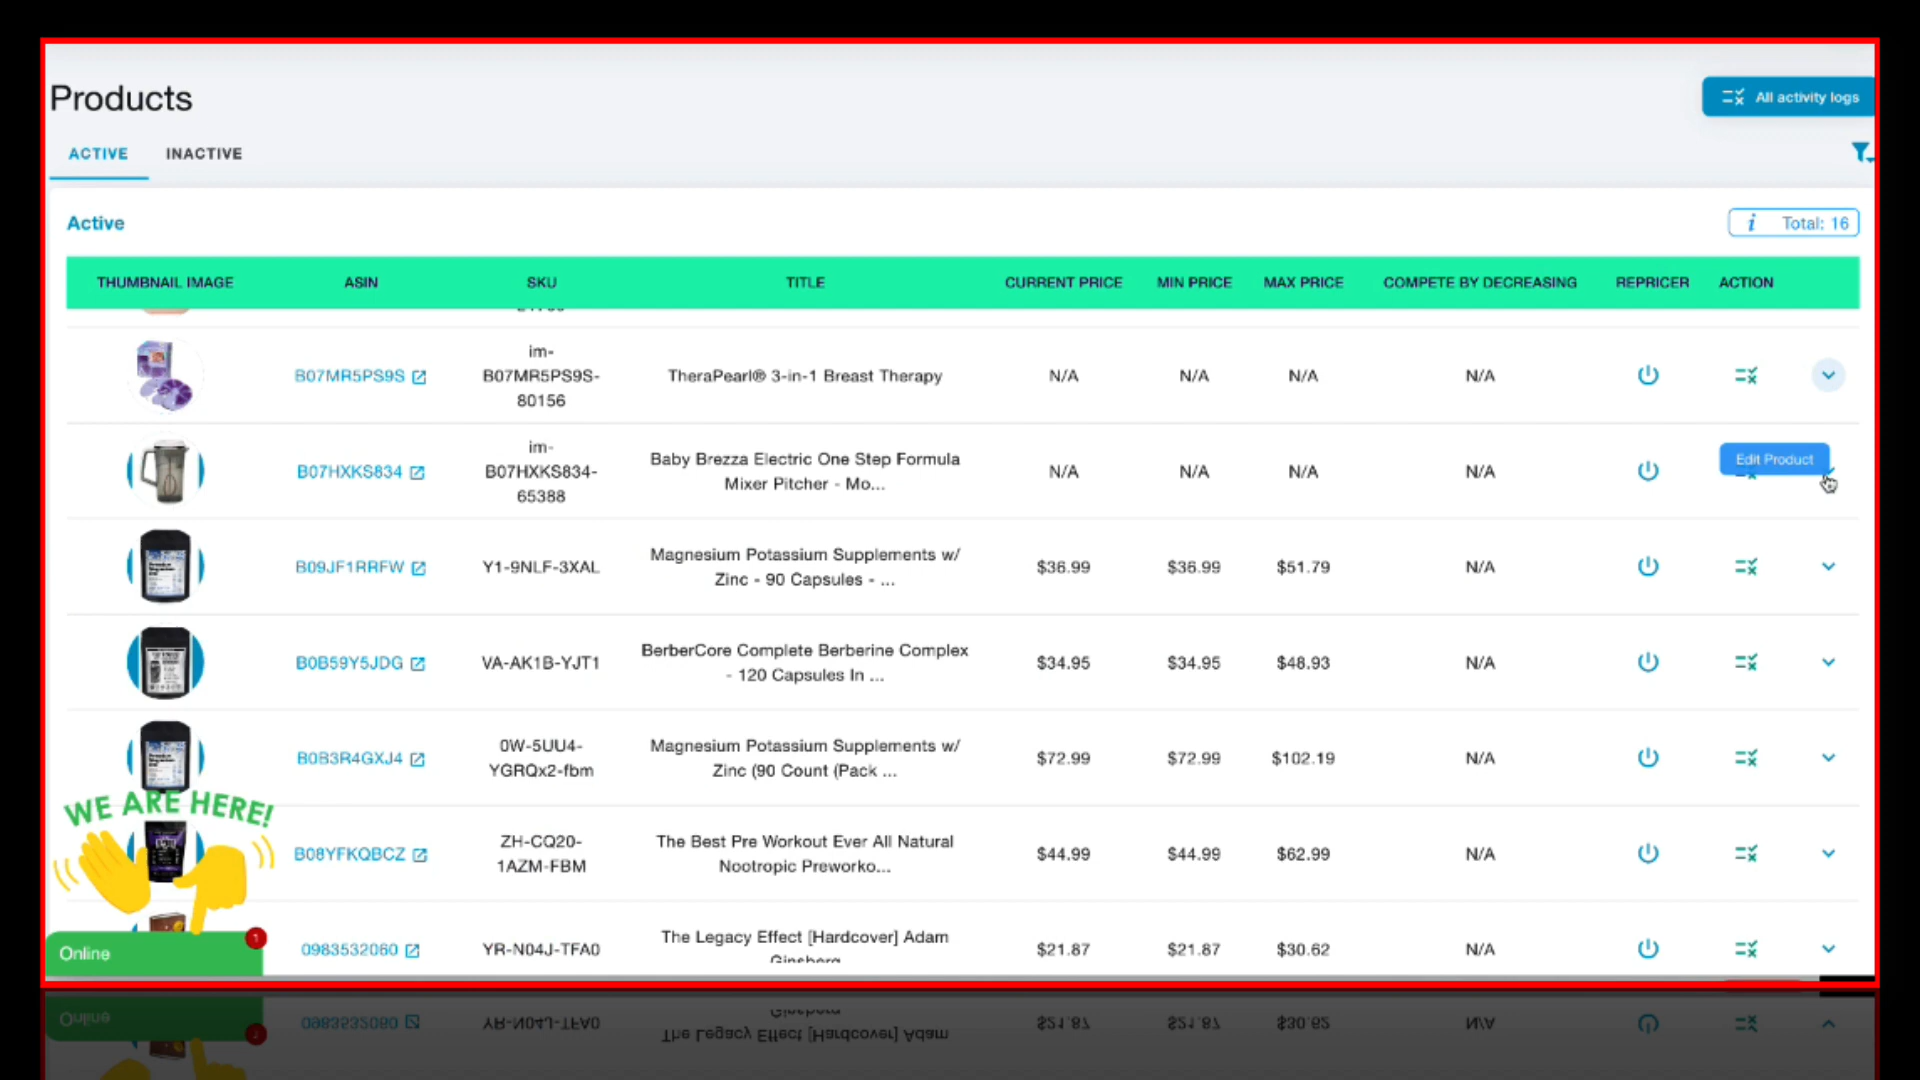 Products
All activity logs
ACTIVE
INACTIVE
Active
i Total: 16
THUMBNAIL IMAGE ASIN SKU TITLE CURRENT PRICE MIN PRICE MAX PRICE COMPETE BY DECREASING REPRICER ACTION
im-
B07MR5PS9S B07MR5PS9S- TheraPearl® 3-in-1 Breast Therapy N/A N/A N/A N/A
80156
im-
Baby Brezza Electric One Step Formula
Edit Product
B07HXKS834 B07HXKS834- N/A N/A N/A N/A
Mixer Pitcher - Mo...
65388
Magnesium Potassium Supplements w/
B09JF1RRFW Y1-9NLF-3XAL $36.99 $36.99 $51.79 N/A
Zinc - 90 Capsules - ...
BerberCore Complete Berberine Complex
B0B59Y5JDG VA-AK1B-YJT1 $34.95 $34.95 $48.93 N/A
- 120 Capsules In ...
0W-5UU4- Magnesium Potassium Supplements w/
B0B3R4GXJ4 $72.99 $72.99 $102.19 N/A
YGRQx2-fbm Zinc (90 Count (Pack ...
WE ARE HERE!
ZH-CQ20- The Best Pre Workout Ever All Natural
B08YFKQBCZ $44.99 $44.99 $62.99 N/A
1AZM-FBM Nootropic Preworko...
The Legacy Effect [Hardcover] Adam
0983532060 YR-N04J-TFA0 $21.87 $21.87 $30.62 N/A
Ginsberg
Online 1